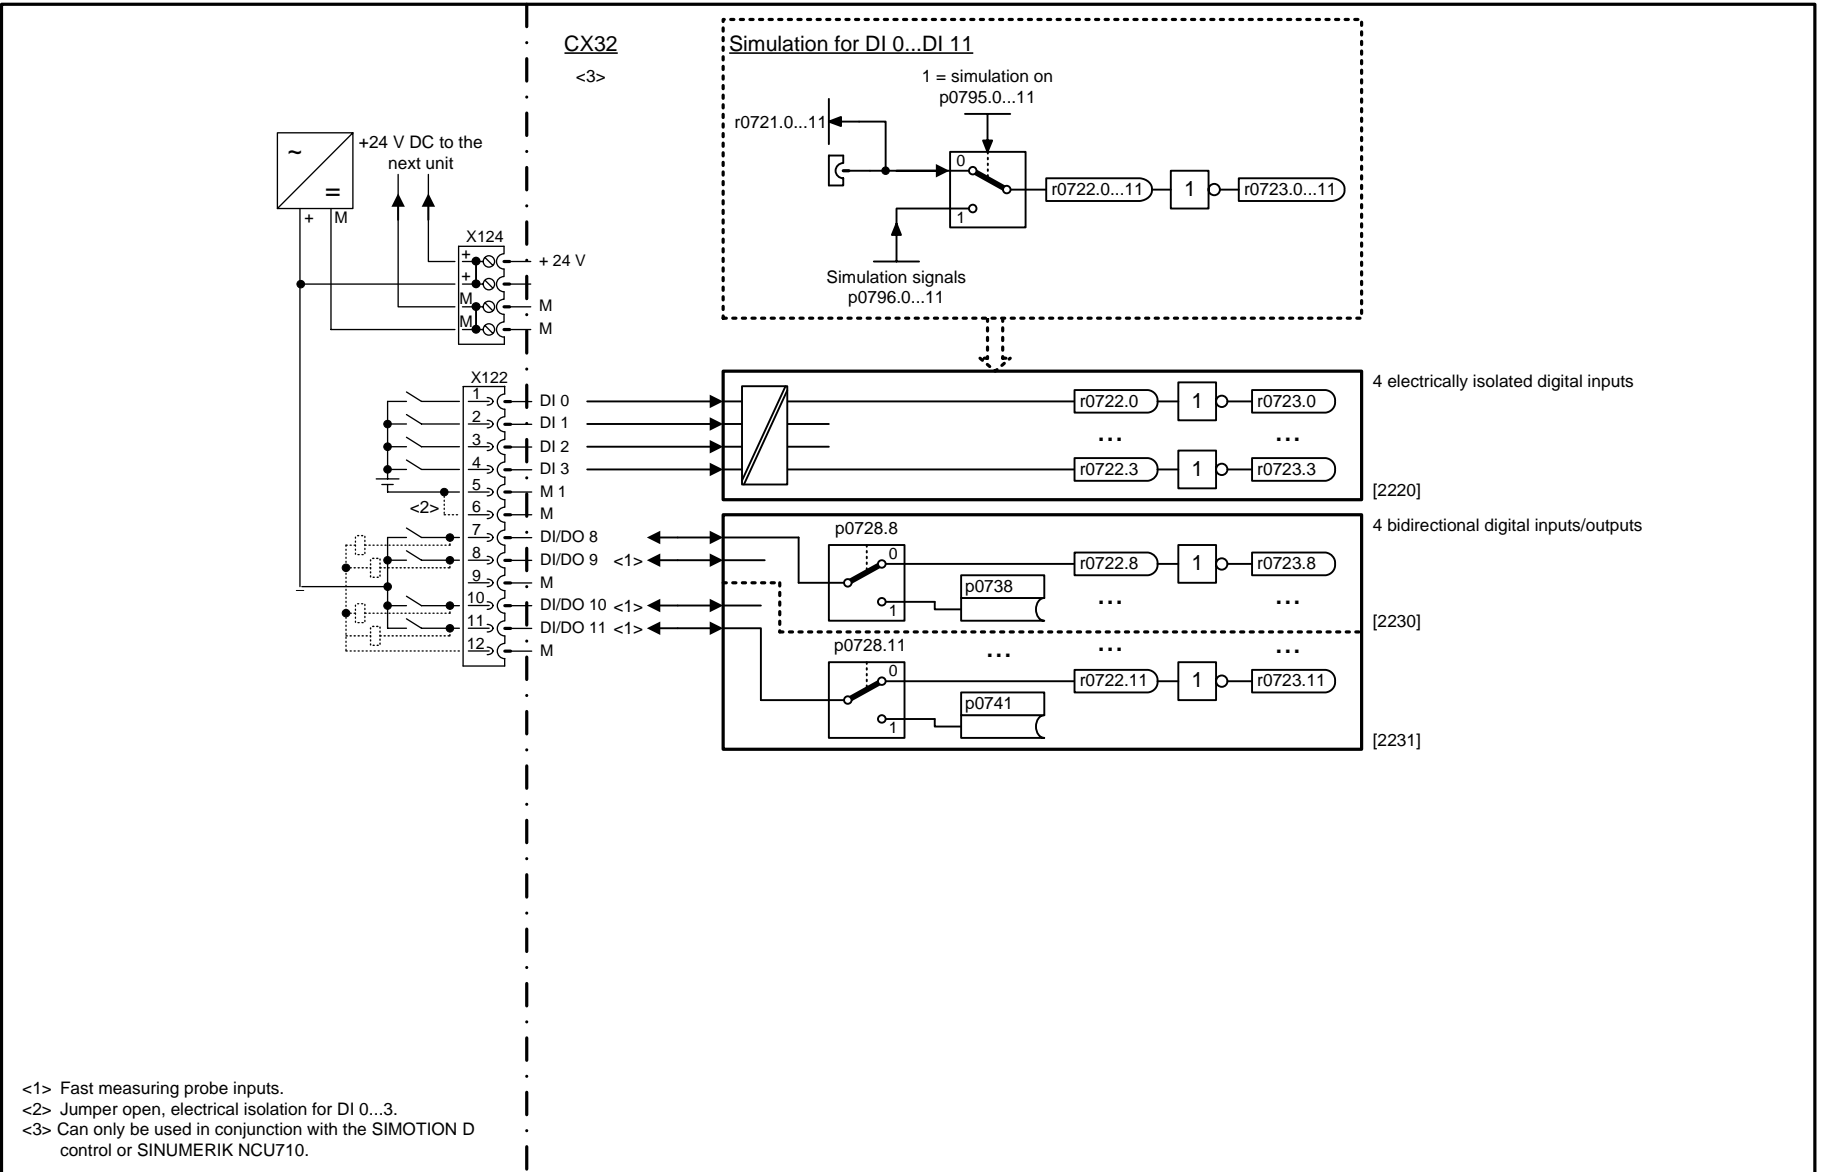 CX32
<3>
Simulation for DI 0...DI 11
1 = simulation on
p0795.0...11
r0721.0...11
0
1
r0722.0...11
1
r0723.0...11
Simulation signals
p0796.0...11
~
=
+
M
+24 V DC to the
next unit
X124
+
+ 24 V
+
M
M
M
M
X122
1
DI 0
2
DI 1
3
DI 2
4
DI 3
5
M 1
<2>
6
M
7
DI/DO 8
8
DI/DO 9 <1>
9
M
10
DI/DO 10 <1>
11
DI/DO 11 <1>
12
M
r0722.0
1
r0723.0
...
...
r0722.3
1
r0723.3
4 electrically isolated digital inputs
[2220]
p0728.8
0
1
p0738
r0722.8
1
r0723.8
...
...
4 bidirectional digital inputs/outputs
[2230]
p0728.11
...
...
...
0
1
p0741
r0722.11
1
r0723.11
[2231]
<1> Fast measuring probe inputs.
<2> Jumper open, electrical isolation for DI 0...3.
<3> Can only be used in conjunction with the SIMOTION D
control or SINUMERIK NCU710.